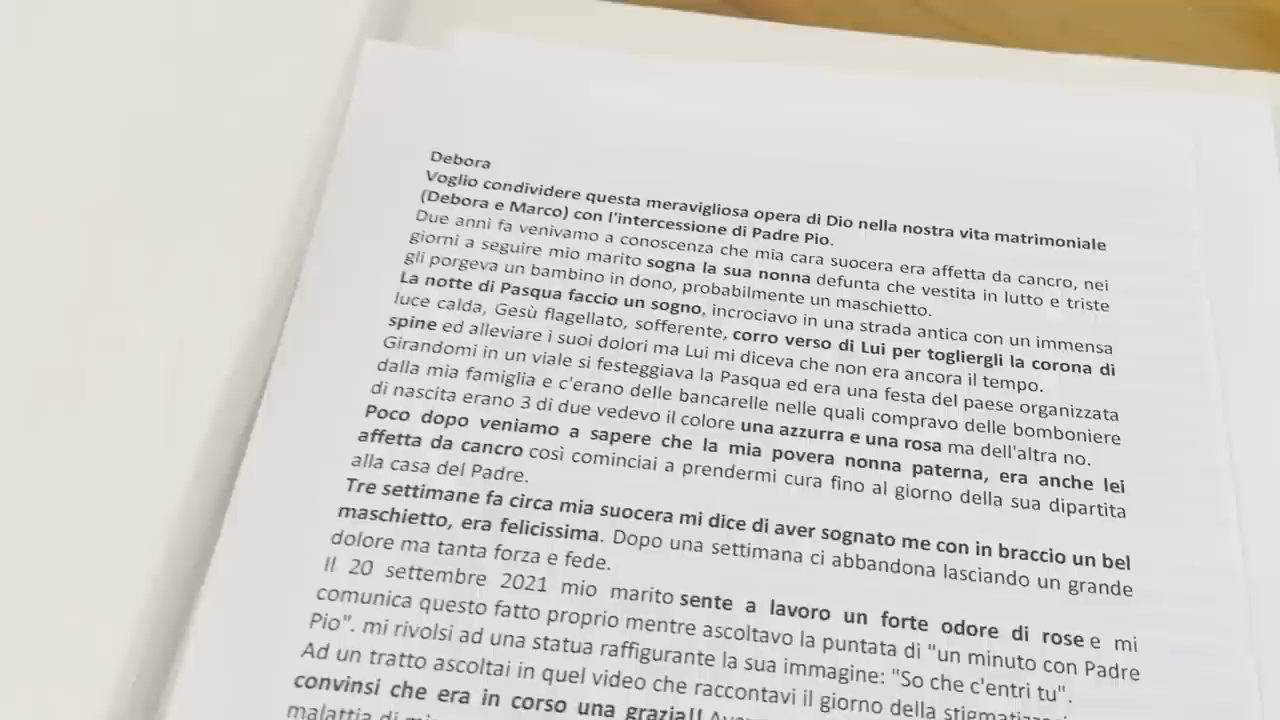 Debora
Voglio condividere questa meravigliosa opera di Dio nella nostra vita matrimoniale
(Debora e Marco) con l'intercessione di Padre Pio.
Due anni fa venivamo a conoscenza che mia cara suocera era affetta da cancro, nei
giorni a seguire mio marito sogna la sua nonna defunta che vestita in lutto e triste
gli porgeva un bambino in dono, probabilmente un maschietto.
La notte di Pasqua faccio un sogno, incrociavo in una strada antica con un immensa
luce calda, Gesù flagellato, sofferente, corro verso di Lui per togliergli la corona di
spine ed alleviare i suoi dolori ma Lui mi diceva che non era ancora il tempo.
Girandomi in un viale si festeggiava la Pasqua ed era una festa del paese organizzata
dalla mia famiglia e c'erano delle bancarelle nelle quali compravo delle bomboniere
di nascita erano 3 di due vedevo il colore una azzurra e una rosa ma dell'altra no.
Poco dopo veniamo a sapere che la mia povera nonna paterna, era anche lei
affetta da cancro così cominciai a prendermi cura fino al giorno della sua dipartita
alla casa del Padre.
Tre settimane fa circa mia suocera mi dice di aver sognato me con in braccio un bel
maschietto, era felicissima. Dopo una settimana ci abbandona lasciando un grande
dolore ma tanta forza e fede.
Il 20 settembre 2021 mio marito sente a lavoro un forte odore di rose e mi
comunica questo fatto proprio mentre ascoltavo la puntata di "un minuto con Padre
Pio". mi rivolsi ad una statua raffigurante la sua immagine: "So che c'entri tu".
Ad un tratto ascoltai in quel video che raccontavi il giorno della
convinsi che era in corso una grazia!!
malattia di